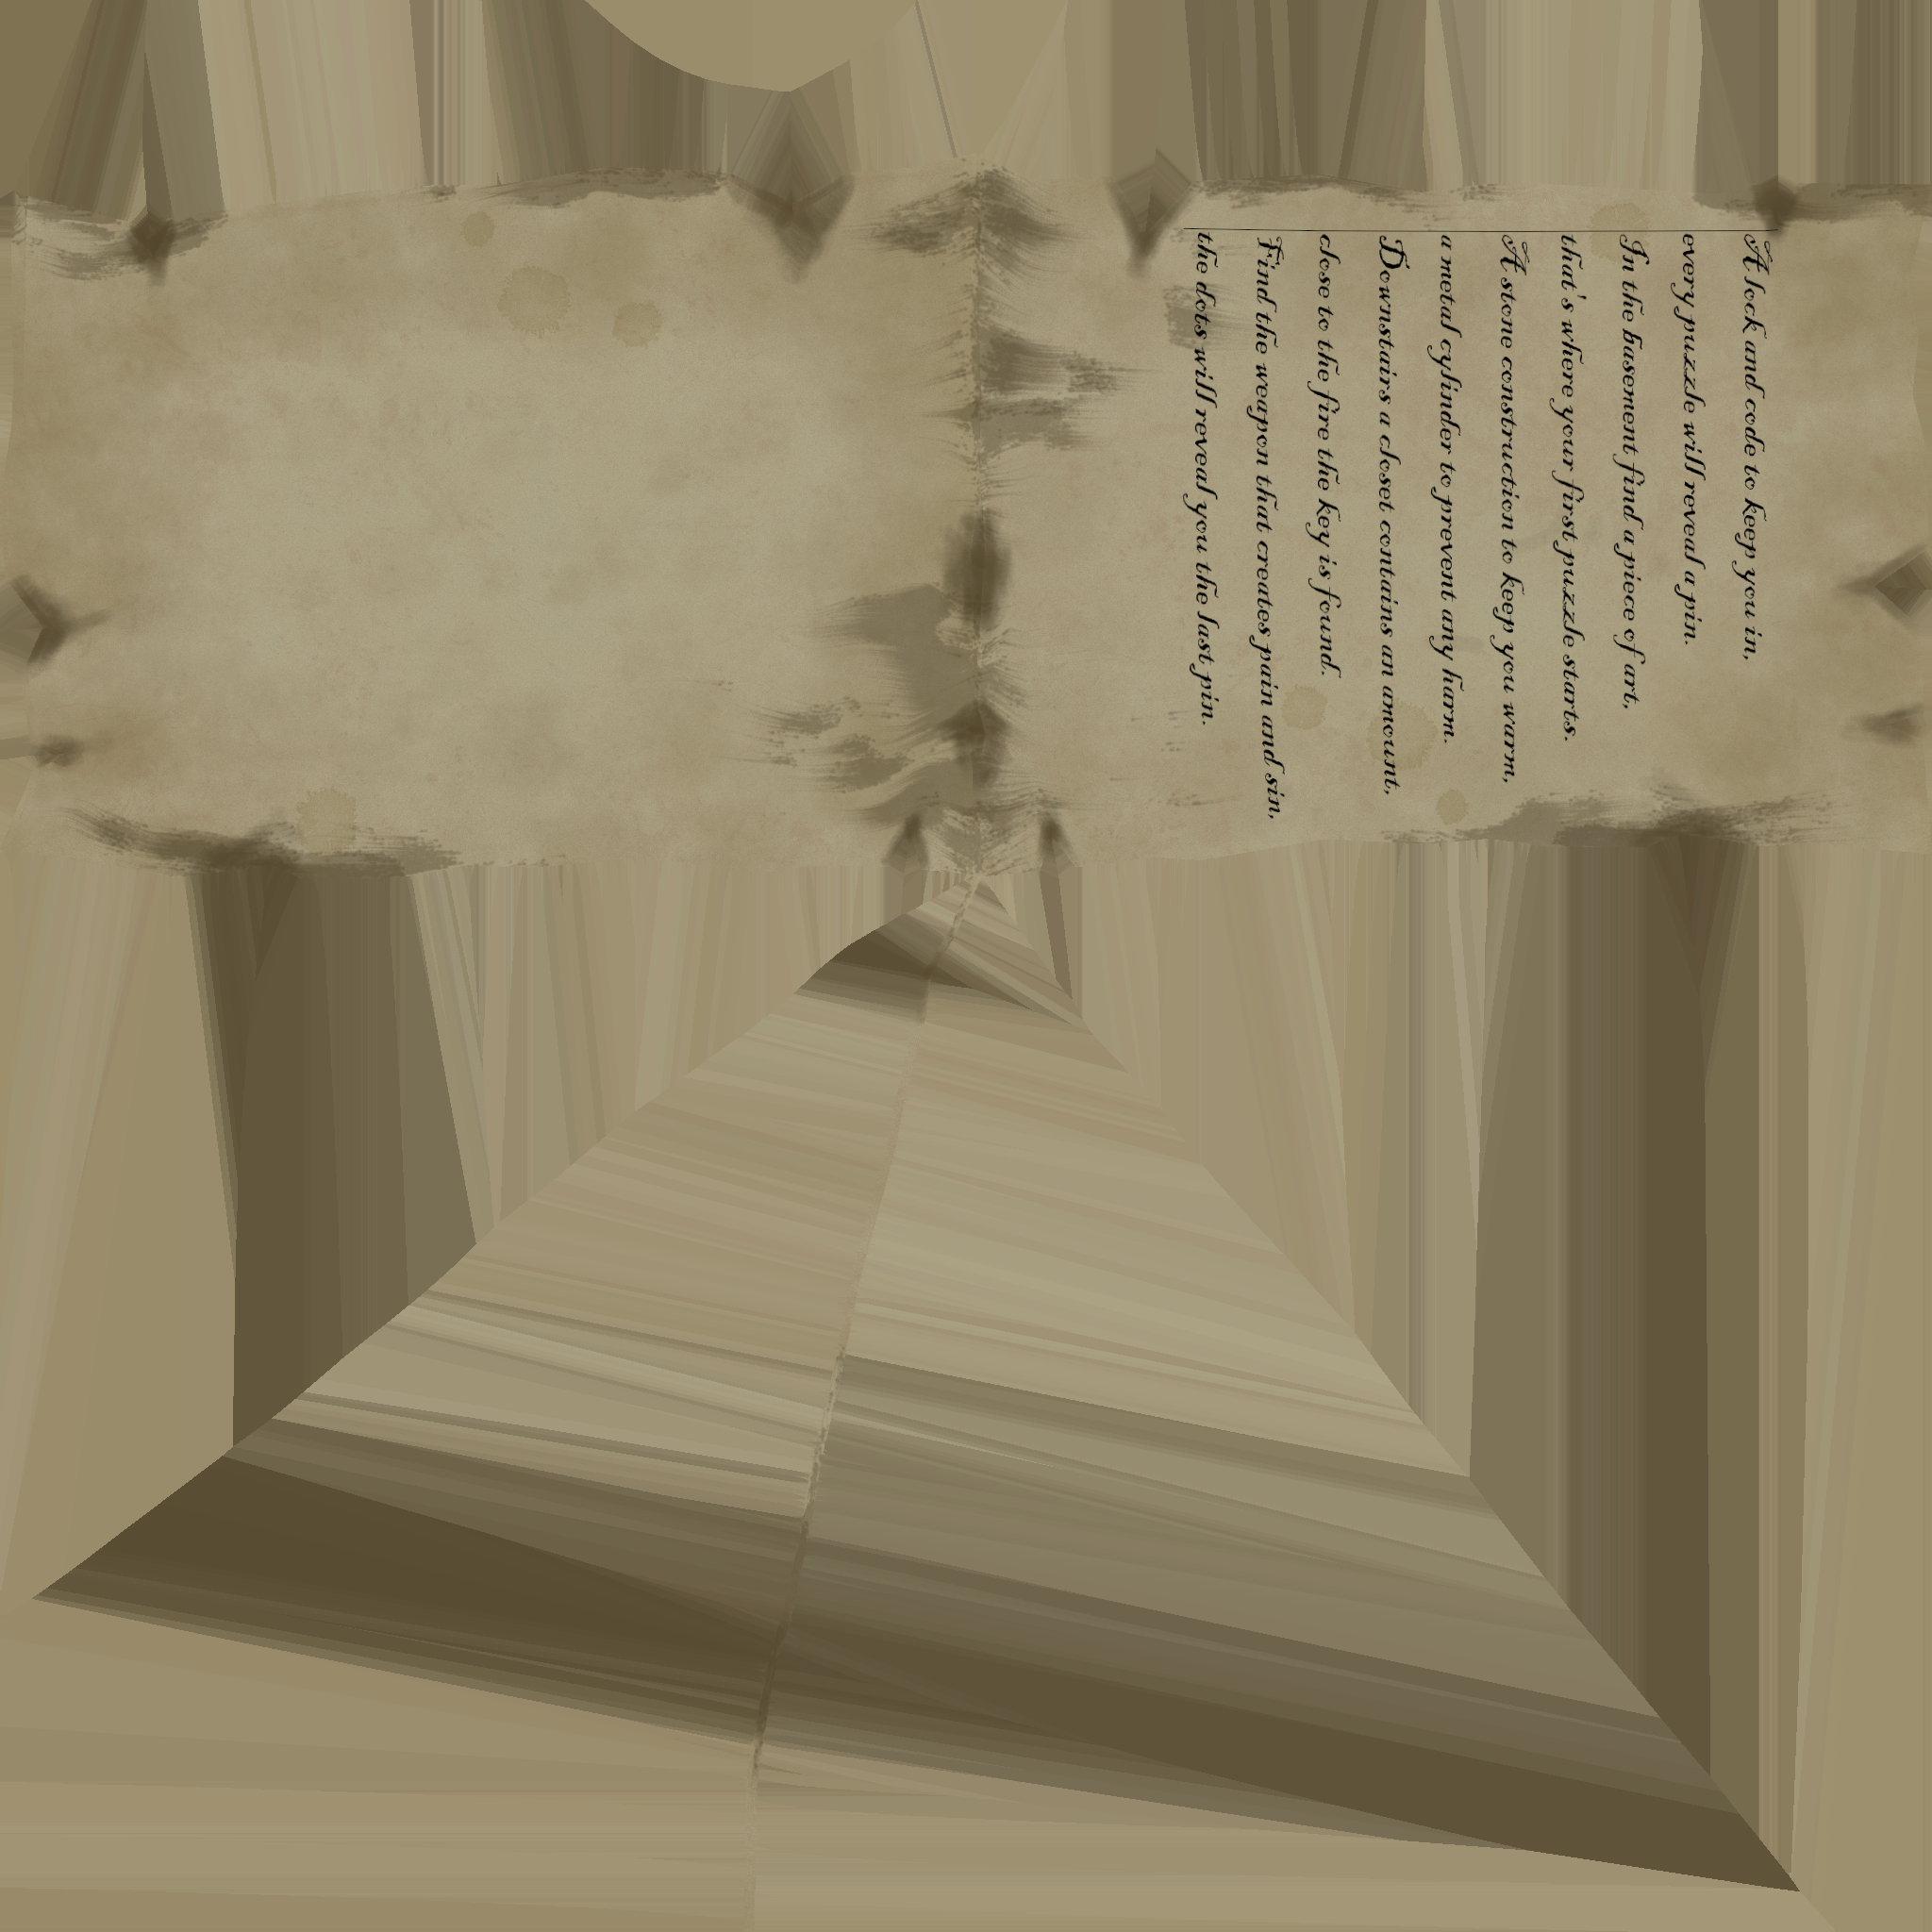 A lock and code to keep you in,
every puzzle will reveal a pin.
In the basement find a piece of art,
that's where your first puzzle starts.
A stone construction to keep you warm,
a metal cylinder to prevent any harm.
Downstairs a closet contains an amount,
close to the fire the key is found.
Find the weapon that creates pain and sin,
the dots will reveal you the last pin.